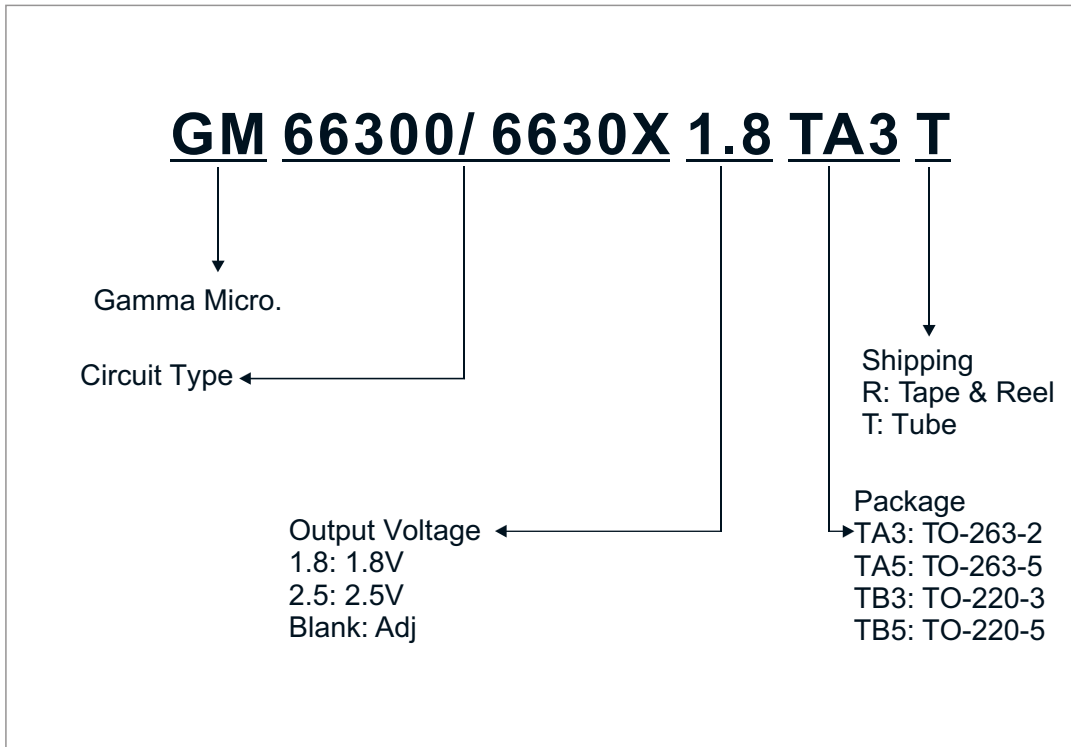 GM 66300/ 6630X 1.8 TA3 T
Gamma Micro.
Circuit Type
Shipping
R: Tape & Reel
T: Tube
Output Voltage
1.8: 1.8V
2.5: 2.5V
Blank: Adj
Package
TA3: TO-263-2
TA5: TO-263-5
TB3: TO-220-3
TB5: TO-220-5